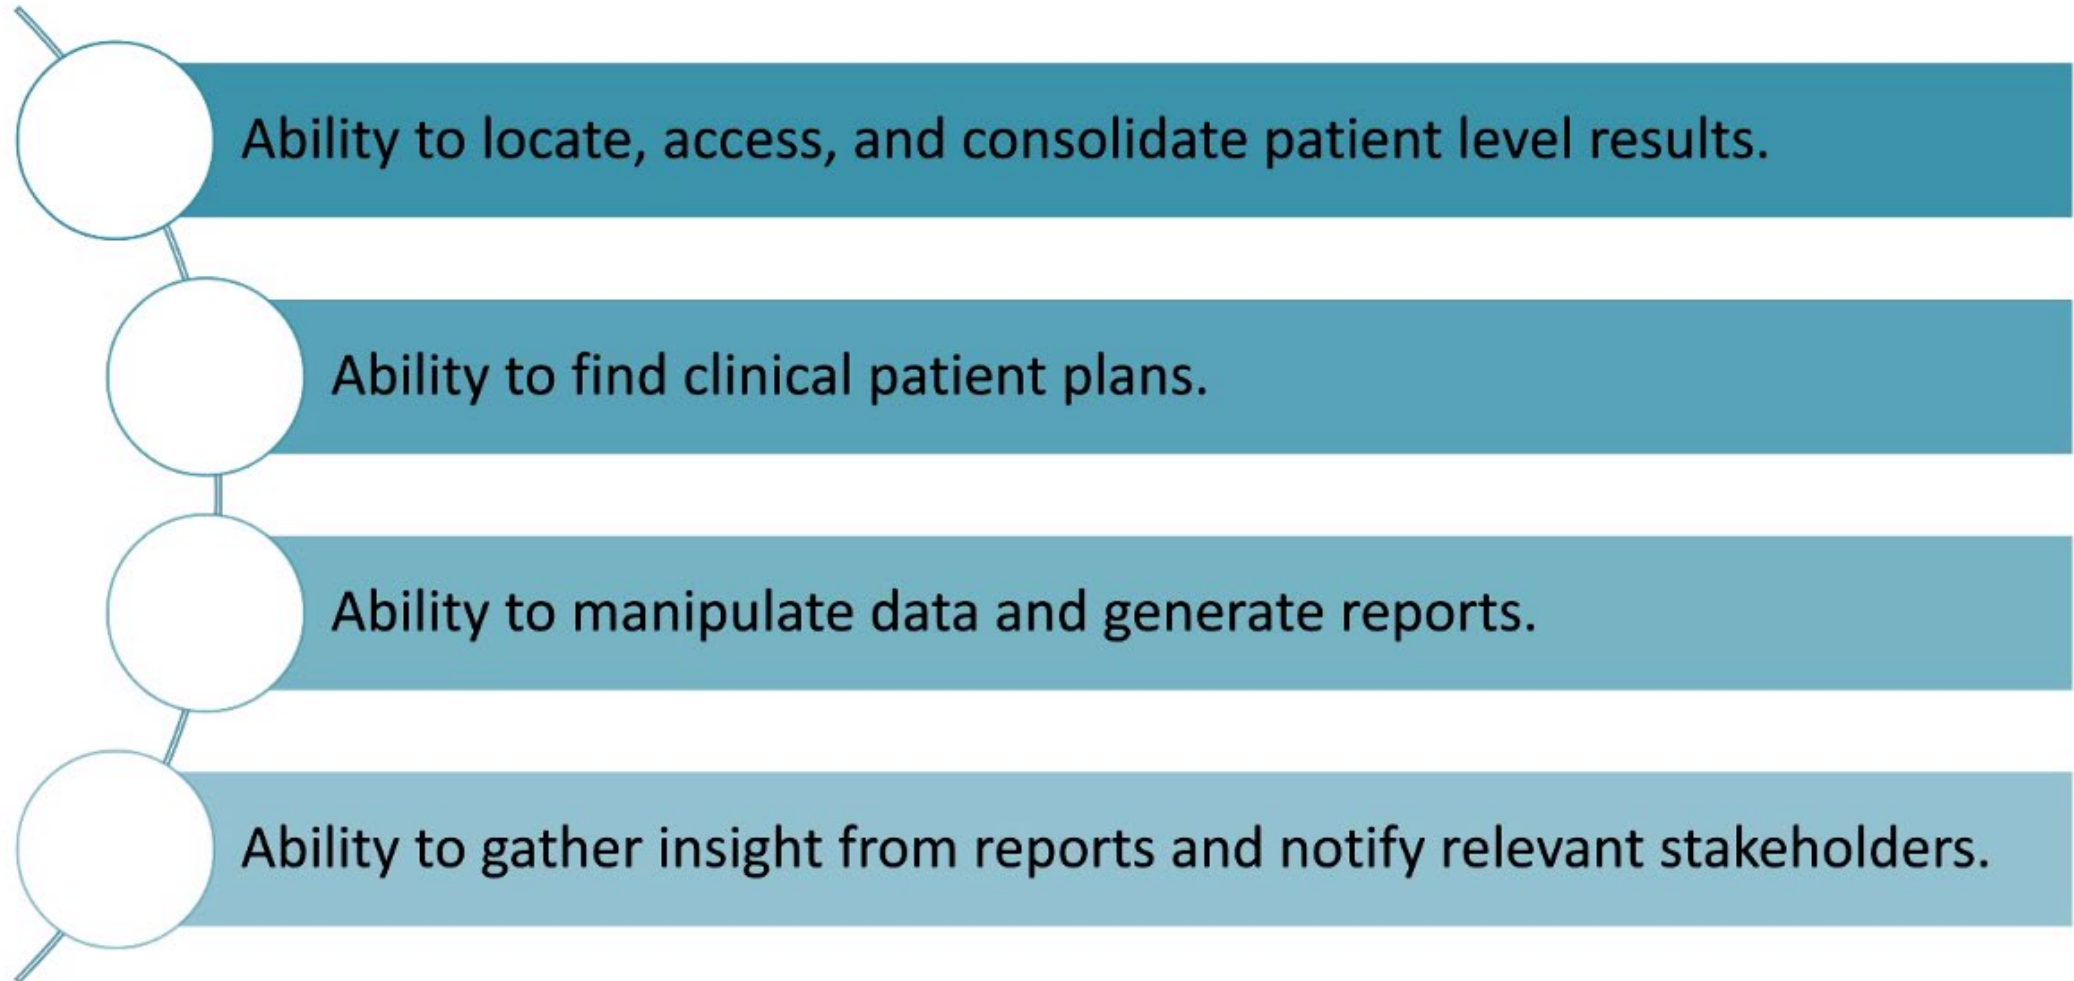 Ability to locate, access, and consolidate patient level results.
Ability to find clinical patient plans.
Ability to manipulate data and generate reports.
Ability to gather insight from reports and notify relevant stakeholders.